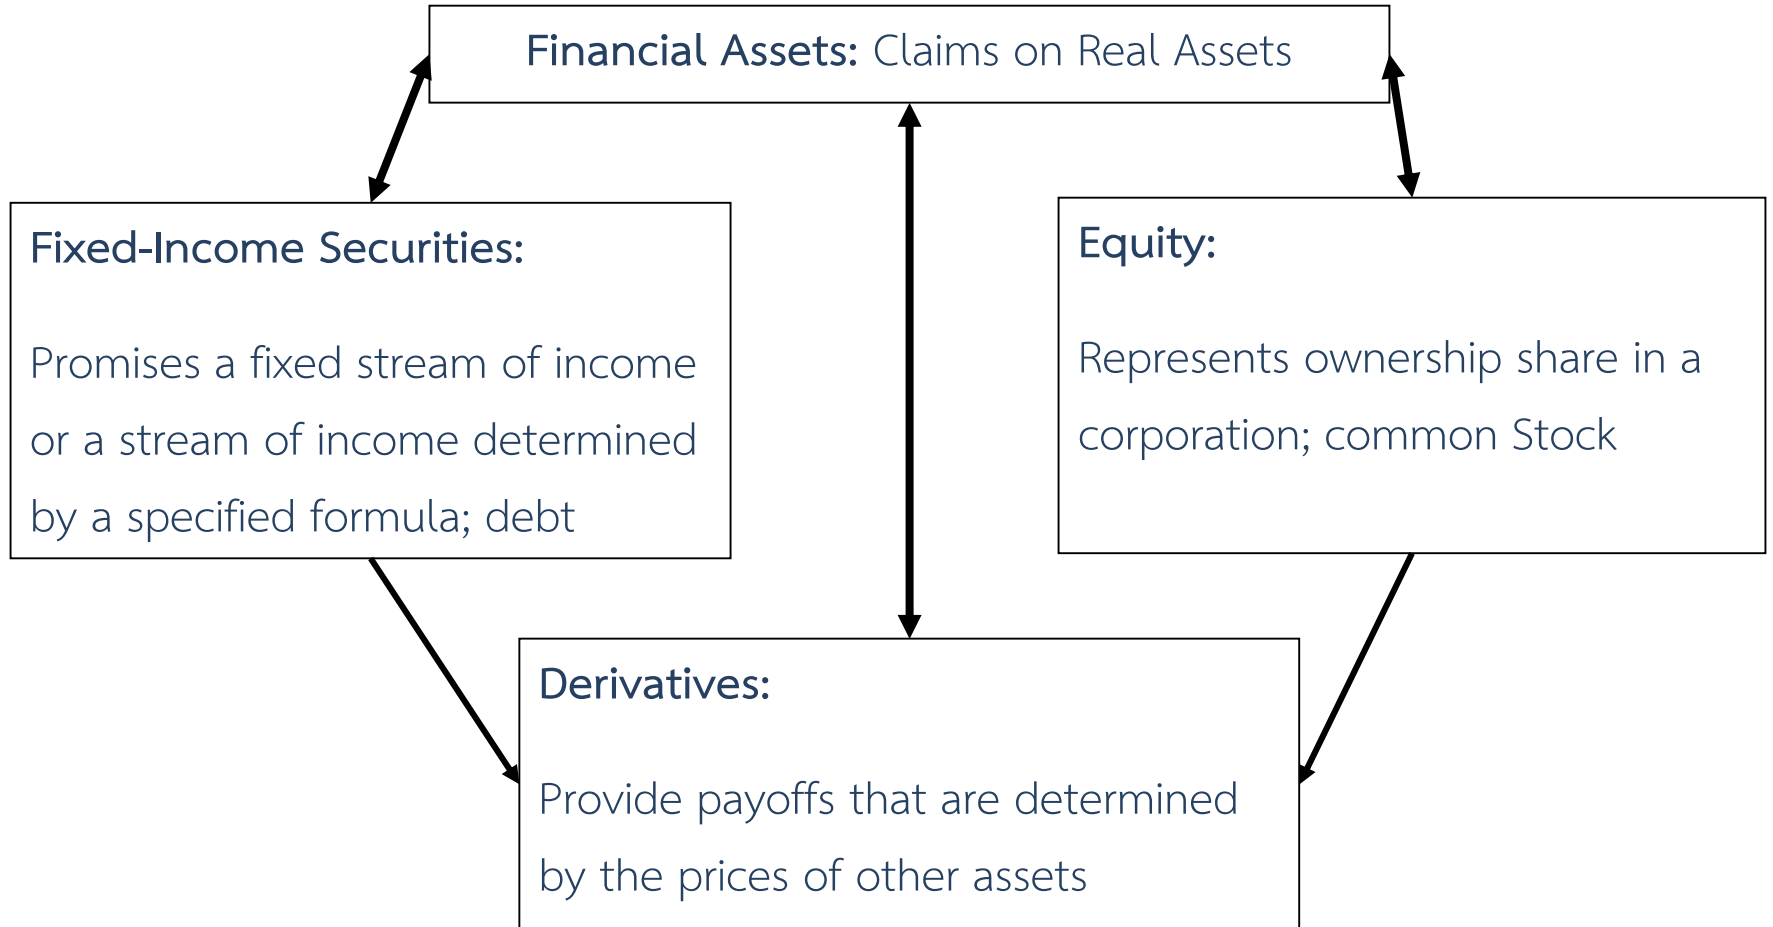 Financial Assets: Claims on Real Assets
Fixed-Income Securities:
Promises a fixed stream of income
or a stream of income determined
by a specified formula; debt
Equity:
Represents ownership share in a
corporation; common Stock
Derivatives:
Provide payoffs that are determined
by the prices of other assets